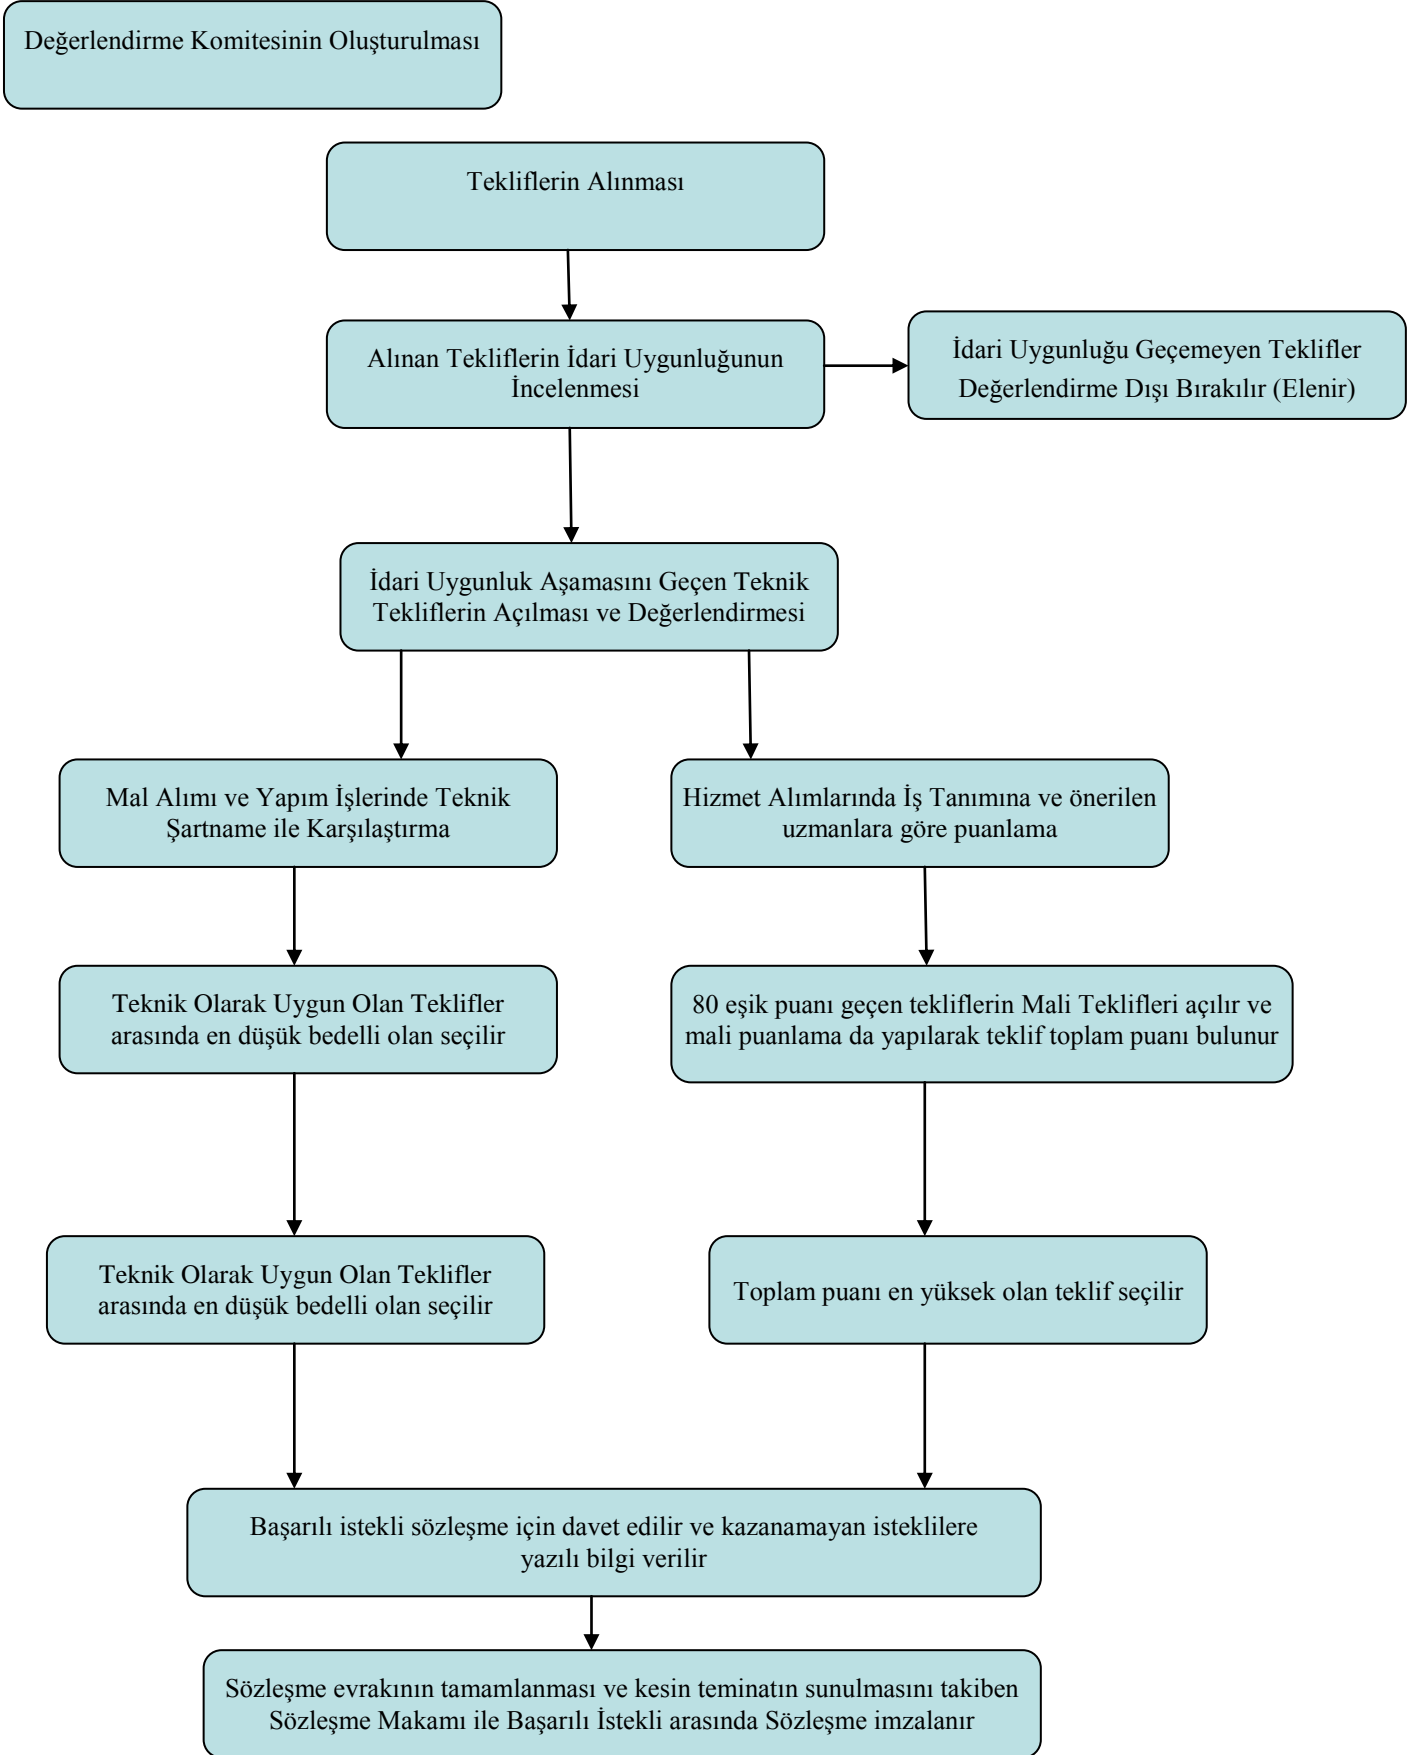 Değerlendirme Komitesinin Oluşturulması
Tekliflerin Alınması
Alınan Tekliflerin İdari Uygunluğunun
İncelenmesi
İdari Uygunluğu Geçemeyen Teklifler
Değerlendirme Dışı Bırakılır (Elenir)
İdari Uygunluk Aşamasını Geçen Teknik
Tekliflerin Açılması ve Değerlendirmesi
Mal Alımı ve Yapım İşlerinde Teknik
Şartname ile Karşılaştırma
Hizmet Alımlarında İş Tanımına ve önerilen
uzmanlara göre puanlama
Teknik Olarak Uygun Olan Teklifler
arasında en düşük bedelli olan seçilir
80 eşik puanı geçen tekliflerin Mali Teklifleri açılır ve
mali puanlama da yapılarak teklif toplam puanı bulunur
Teknik Olarak Uygun Olan Teklifler
arasında en düşük bedelli olan seçilir
Toplam puanı en yüksek olan teklif seçilir
Başarılı istekli sözleşme için davet edilir ve kazanamayan isteklilere
yazılı bilgi verilir
Sözleşme evrakının tamamlanması ve kesin teminatın sunulmasını takiben
Sözleşme Makamı ile Başarılı İstekli arasında Sözleşme imzalanır